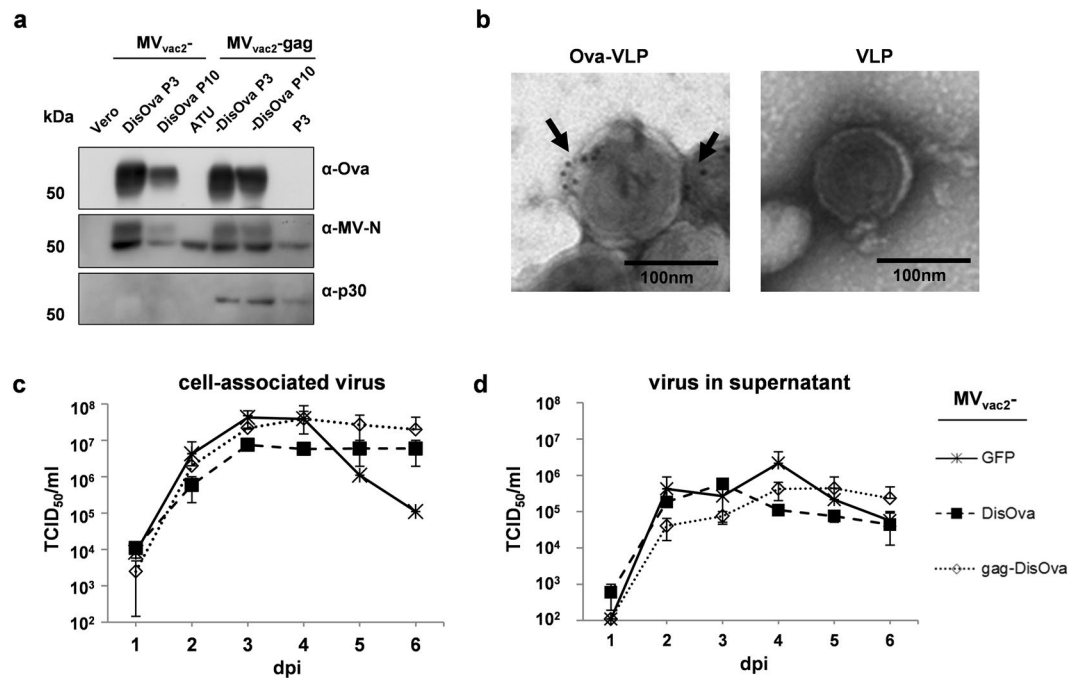 a
MVvac2-
MVvac2-gag
kDa
Vero
DisOva P3
DisOva P10
ATU
-DisOva P3
-DisOva P10
P3
50
α-Ova
50
α-MV-N
50
α-p30
b
Ova-VLP
VLP
100nm
100nm
c
cell-associated virus
TCID50/ml
10^8
10^7
10^6
10^5
10^4
10^3
10^2
1 2 3 4 5 6
dpi
d
virus in supernatant
TCID50/ml
10^8
10^7
10^6
10^5
10^4
10^3
10^2
1 2 3 4 5 6
dpi
MVvac2-
GFP
DisOva
gag-DisOva